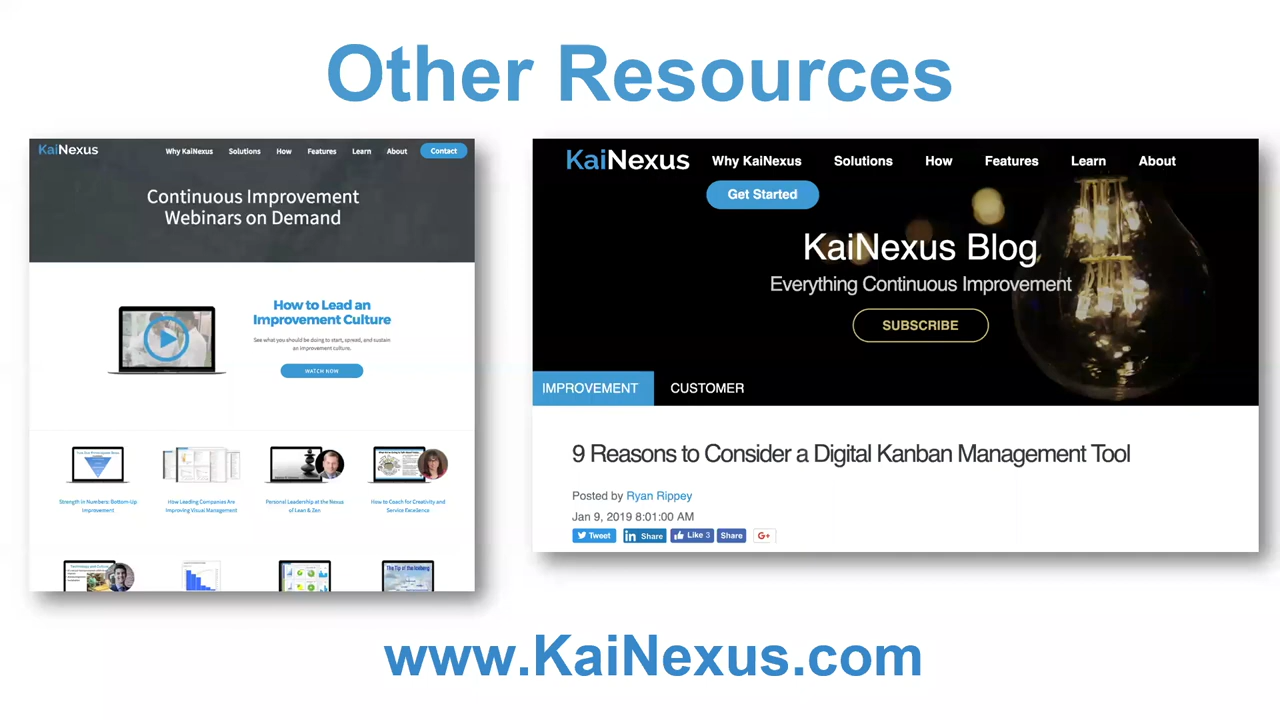 Other Resources
KaiNexus
Why KaiNexus Solutions How Features Learn About Contact
Continuous Improvement
Webinars on Demand
How to Lead an
Improvement Culture
See what you should be doing to start, spread, and sustain
an improvement culture.
WATCH NOW
Strength in Numbers: Bottom-Up
Improvement
How Leading Companies Are
Improving Visual Management
Personal Leadership at the Nexus
of Lean & Zen
How to Coach for Creativity and
Service Excellence
The Tip of the Iceberg
KaiNexus Why KaiNexus Solutions How Features Learn About
Get Started
KaiNexus Blog
Everything Continuous Improvement
SUBSCRIBE
IMPROVEMENT CUSTOMER
9 Reasons to Consider a Digital Kanban Management Tool
Posted by Ryan Rippey
Jan 9, 2019 8:01:00 AM
Tweet Share Like 3 Share G+
www.KaiNexus.com